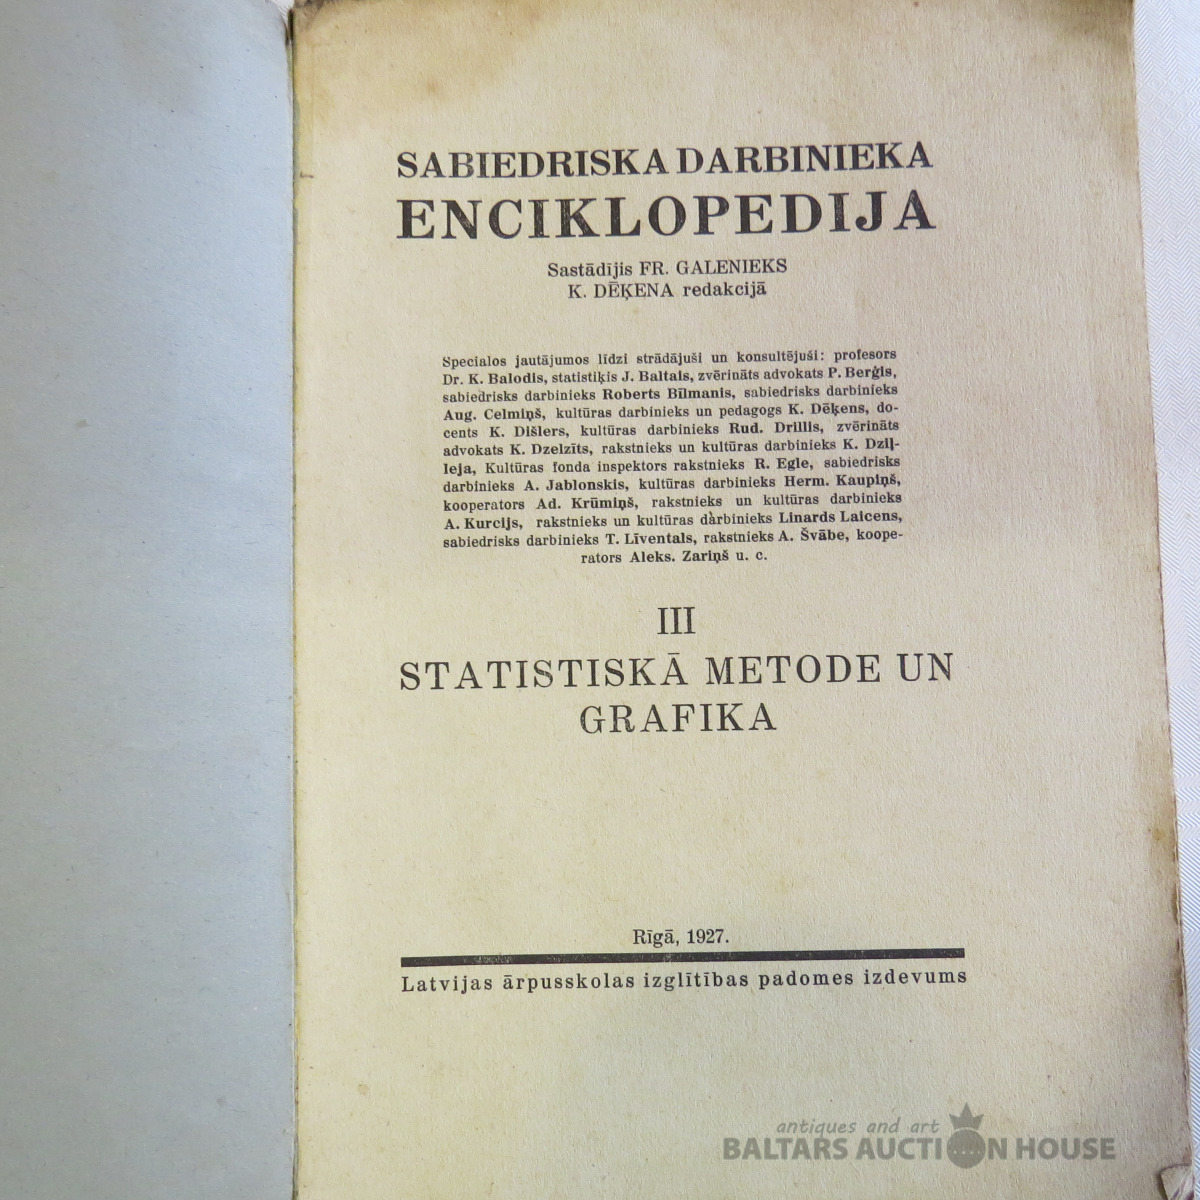 SABIEDRISKA DARBINIEKA
ENCIKLOPEDIJA
Sastādījis FR. GALENIEKS
K. DĒĶENA redakcijā
Specialos jautājumos līdzi strādājuši un konsultējuši: profesors
Dr. K. Balodis, statistiķis J. Baltais, zvērināts advokats P. Berģis,
sabiedrisks darbinieks Roberts Bīlmanis, sabiedrisks darbinieks
Aug. Celmiņš, kultūras darbinieks un pedagogs K. Dēķens, do-
cents K. Dišlers, kultūras darbinieks Rud. Drillis, zvērināts
advokats K. Dzelzīts, rakstnieks un kultūras darbinieks K. Dziļ-
leja, Kultūras fonda inspektors rakstnieks R. Egle, sabiedrisks
darbinieks A. Jablonskis, kultūras darbinieks Herm. Kaupiņš,
kooperators Ad. Krūmiņš, rakstnieks un kultūras darbinieks
A. Kurcijs, rakstnieks un kultūras darbinieks Linards Laicens,
sabiedrisks darbinieks T. Līventals, rakstnieks A. Švābe, koope-
rators Aleks. Zariņš u. c.
III
STATISTISKĀ METODE UN
GRAFIKA
Rīgā, 1927.
Latvijas ārpusskolas izglītības padomes izdevums
antiques and art
BALTARS AUCTION HOUSE